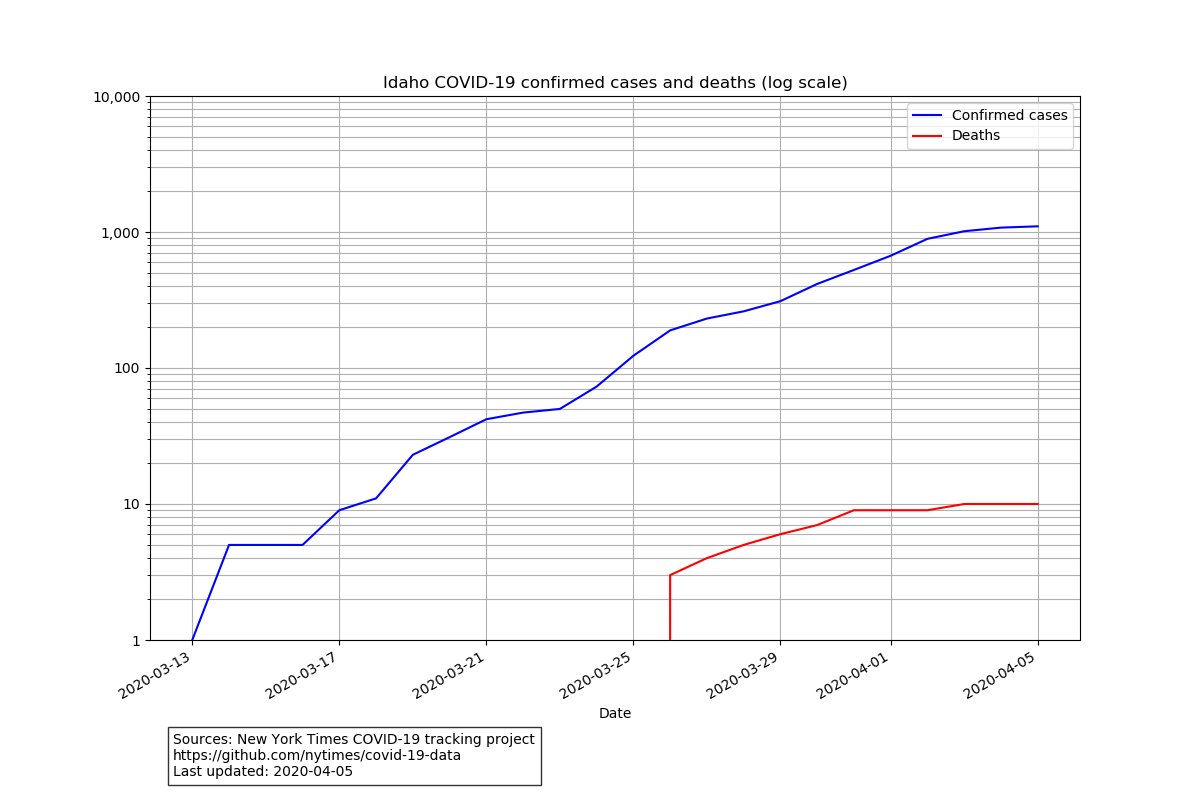 Idaho COVID-19 confirmed cases and deaths (log scale)
10,000
1,000
100
10
1
Confirmed cases
Deaths
2020-03-13
2020-03-17
2020-03-21
2020-03-25
2020-03-29
2020-04-01
2020-04-05
Date
Sources: New York Times COVID-19 tracking project
https://github.com/nytimes/covid-19-data
Last updated: 2020-04-05